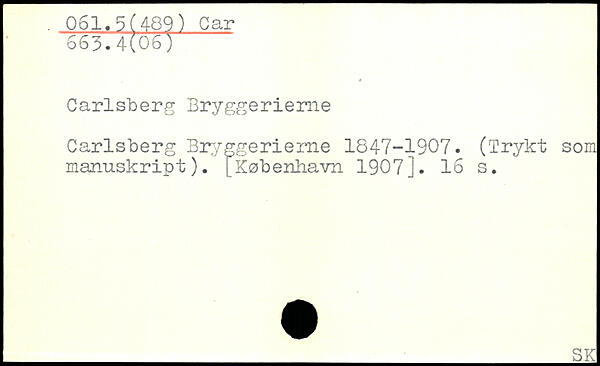 061.5(489) Car
663.4(06)
Carlsberg Bryggerierne
Carlsberg Bryggerierne 1847-1907. (Trykt som
manuskript). [København 1907]. 16 s.
SK